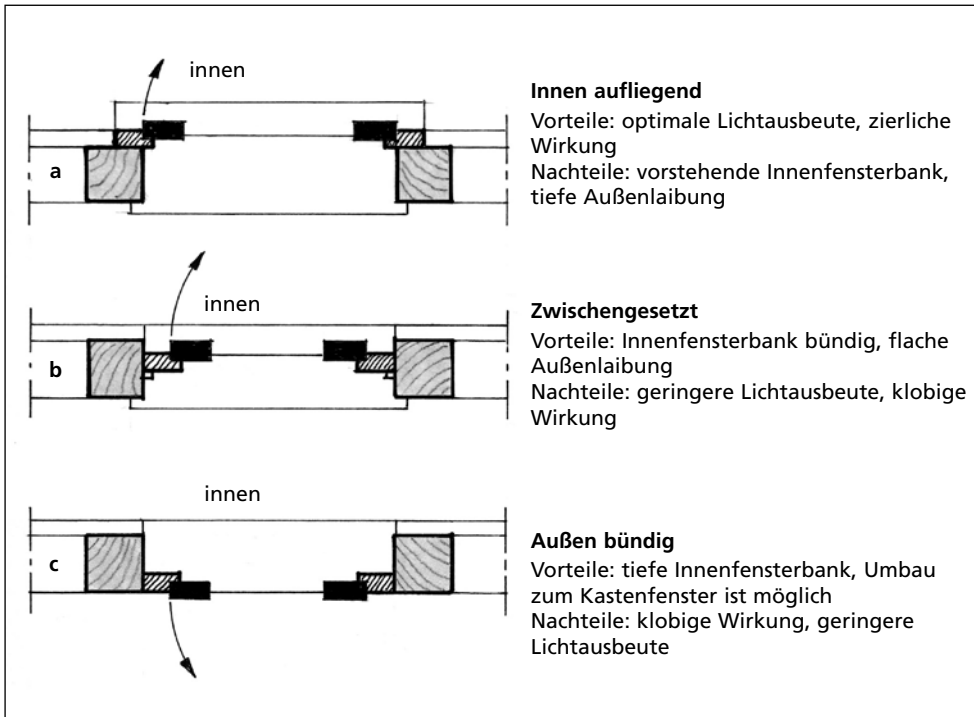 innen
a
Innen aufliegend
Vorteile: optimale Lichtausbeute, zierliche
Wirkung
Nachteile: vorstehende Innenfensterbank,
tiefe Außenlaibung
innen
b
Zwischengesetzt
Vorteile: Innenfensterbank bündig, flache
Außenlaibung
Nachteile: geringere Lichtausbeute, klobige
Wirkung
innen
c
Außen bündig
Vorteile: tiefe Innenfensterbank, Umbau
zum Kastenfenster ist möglich
Nachteile: klobige Wirkung, geringere
Lichtausbeute